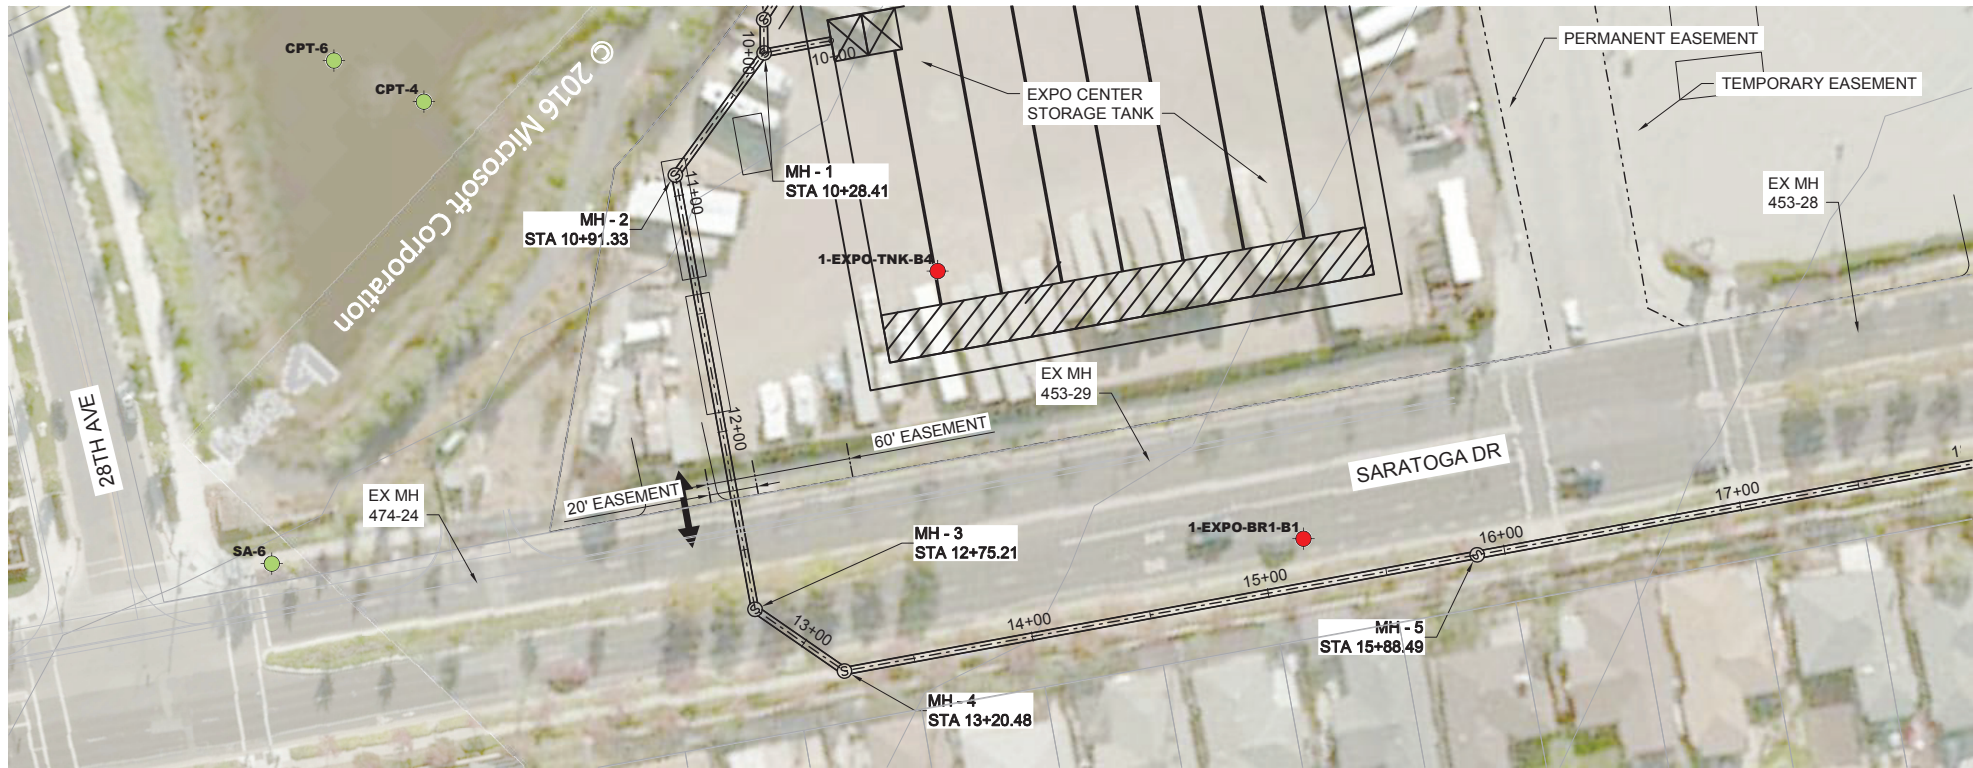 CPT-6
CPT-4
© 2016 Microsoft Corporation
10+00
10+00
EXPO CENTER
STORAGE TANK
PERMANENT EASEMENT
TEMPORARY EASEMENT
MH - 1
STA 10+28.41
11+00
MH - 2
STA 10+91.33
EX MH
453-28
1-EXPO-TNK-B4
EX MH
453-29
28TH AVE
12+00
60' EASEMENT
20' EASEMENT
SARATOGA DR
EX MH
474-24
17+00
1-EXPO-BR1-B1
16+00
MH - 3
STA 12+75.21
SA-6
15+00
13+00
14+00
MH - 5
STA 15+88.49
MH - 4
STA 13+20.48